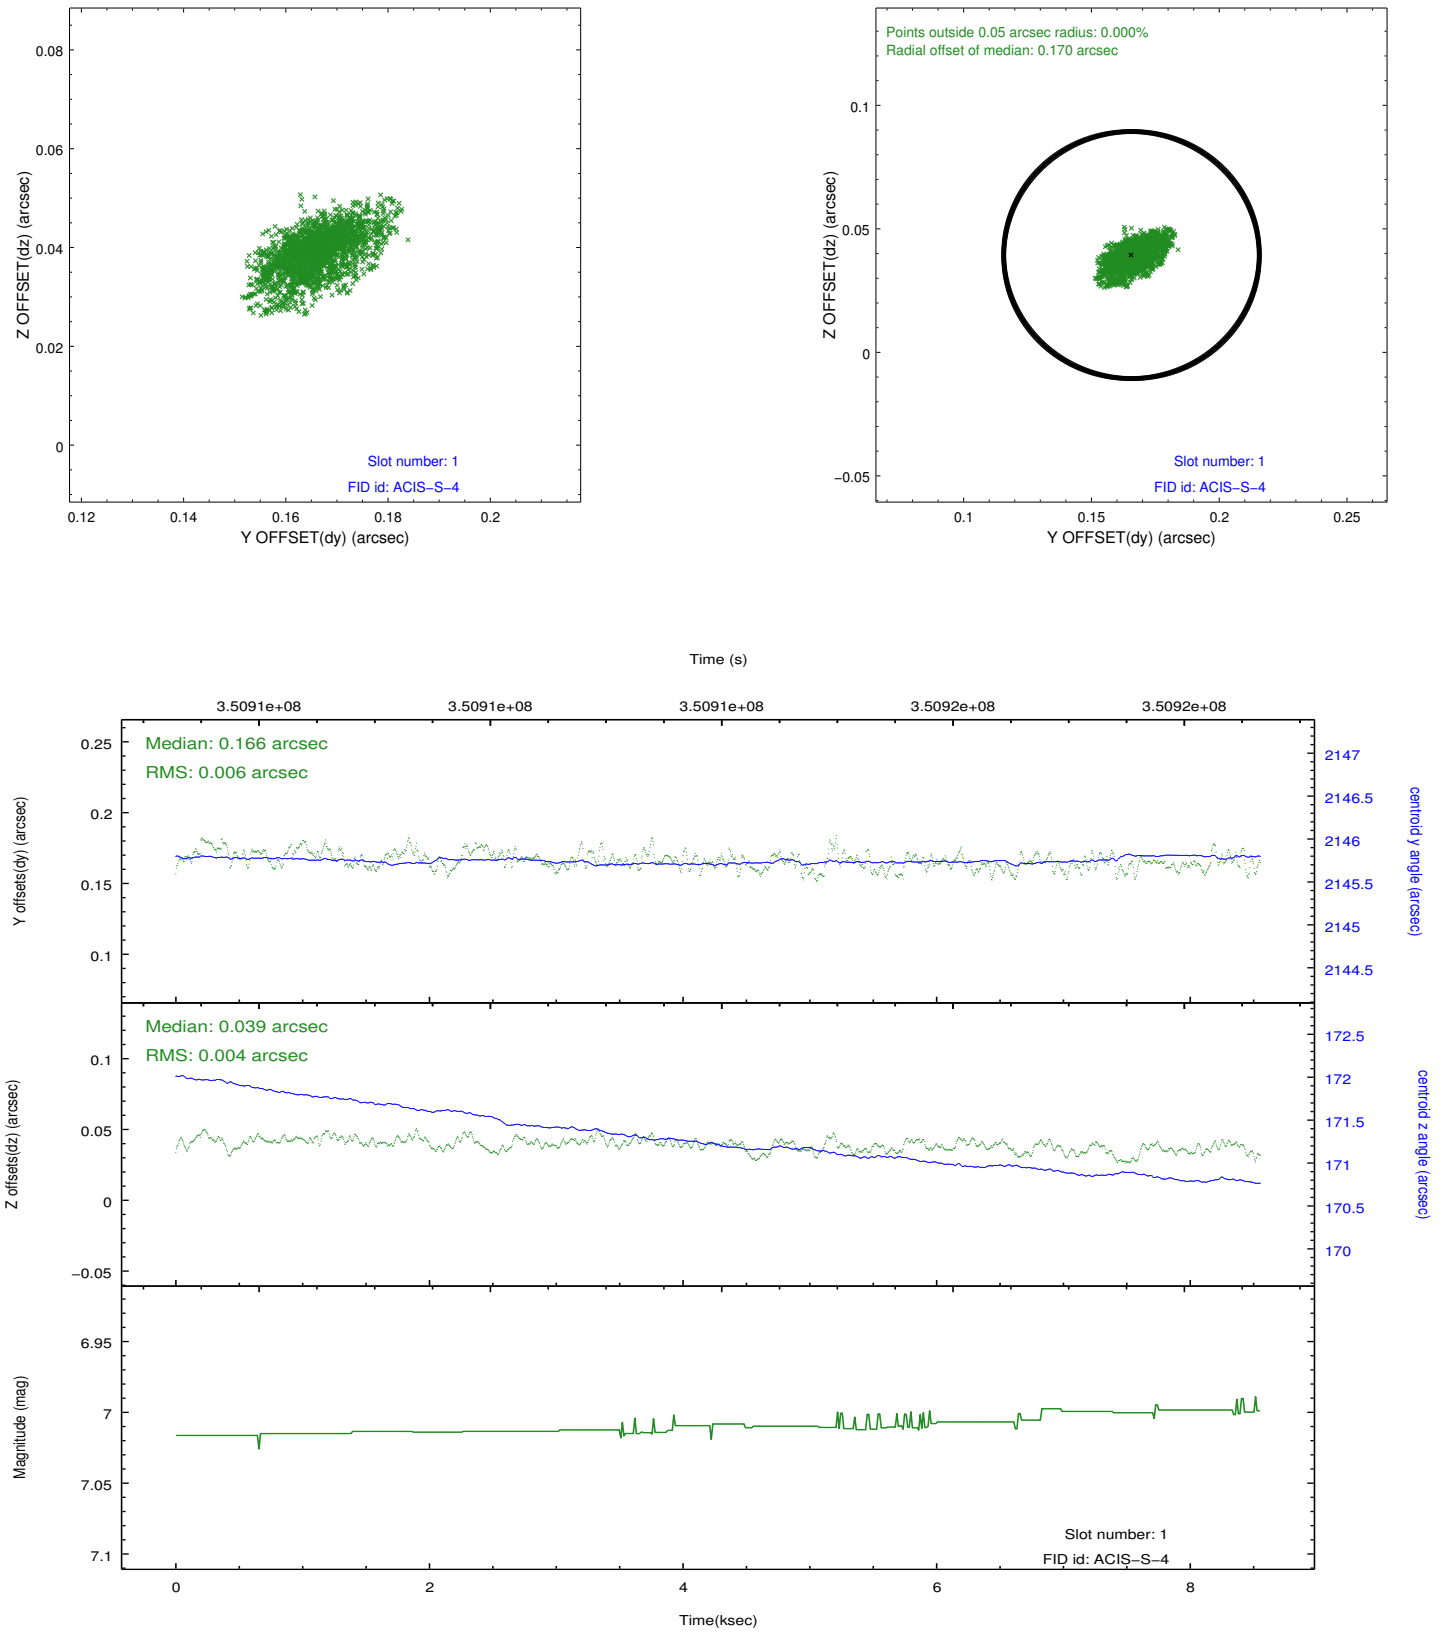 0.08
0.06
0.04
0.02
0
Z OFFSET(dz) (arcsec)
Slot number: 1
FID id: ACIS−S−4
0.12 0.14 0.16 0.18 0.2
Y OFFSET(dy) (arcsec)
Points outside 0.05 arcsec radius: 0.000%
Radial offset of median: 0.170 arcsec
0.1
0.05
0
−0.05
Z OFFSET(dz) (arcsec)
Slot number: 1
FID id: ACIS−S−4
0.1 0.15 0.2 0.25
Y OFFSET(dy) (arcsec)
Time (s)
3.5091e+08 3.5091e+08 3.5091e+08 3.5092e+08 3.5092e+08
Median: 0.166 arcsec
RMS: 0.006 arcsec
0.25
0.2
0.15
0.1
Y offsets(dy) (arcsec)
2147
2146.5
2146
2145.5
2145
2144.5
centroid y angle (arcsec)
Median: 0.039 arcsec
RMS: 0.004 arcsec
0.1
0.05
0
−0.05
Z offsets(dz) (arcsec)
172.5
172
171.5
171
170.5
170
centroid z angle (arcsec)
6.95
7
7.05
7.1
Magnitude (mag)
Slot number: 1
FID id: ACIS−S−4
0 2 4 6 8
Time(ksec)